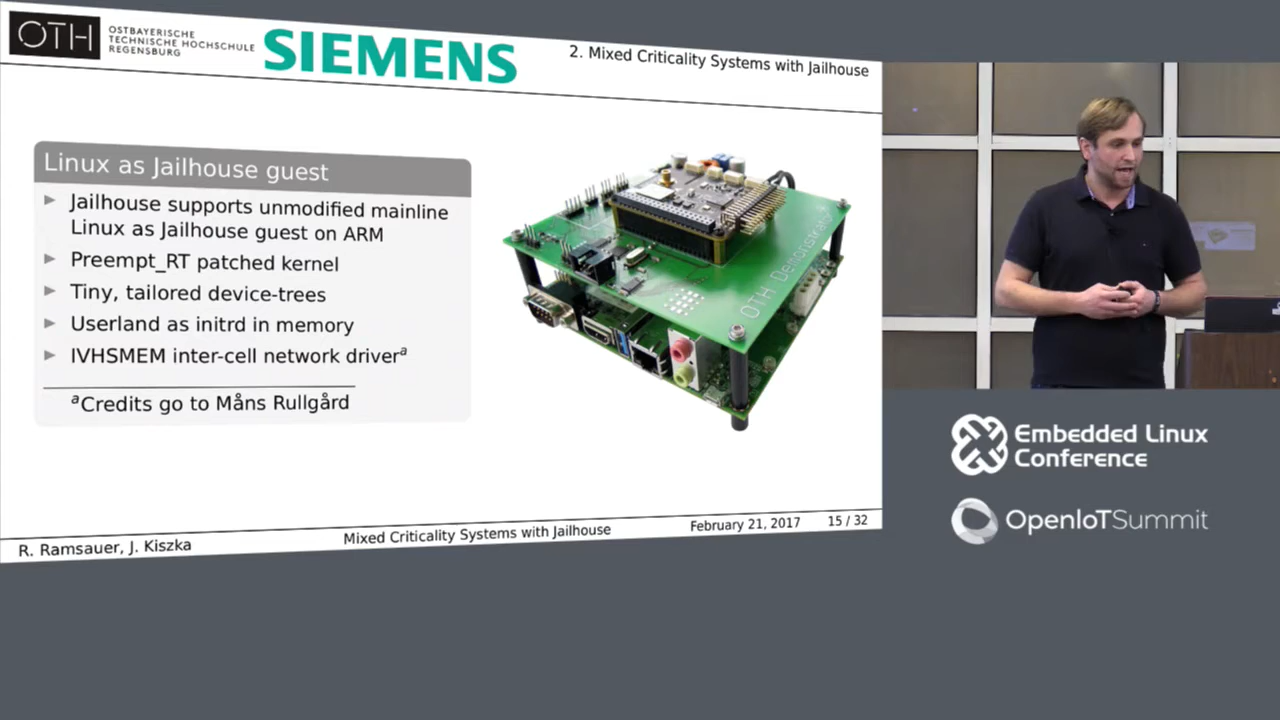 OTH
OSTBAYERISCHE
TECHNISCHE HOCHSCHULE
REGENSBURG
SIEMENS
2. Mixed Criticality Systems with Jailhouse
Linux as Jailhouse guest
Jailhouse supports unmodified mainline
Linux as Jailhouse guest on ARM
Preempt_RT patched kernel
Tiny, tailored device-trees
Userland as initrd in memory
IVHSMEM inter-cell network driverᵃ
ᵃCredits go to Måns Rullgård
OTH Demonstrator
R. Ramsauer, J. Kiszka
Mixed Criticality Systems with Jailhouse
February 21, 2017
15 / 32
Embedded Linux
Conference
OpenIoTSummit